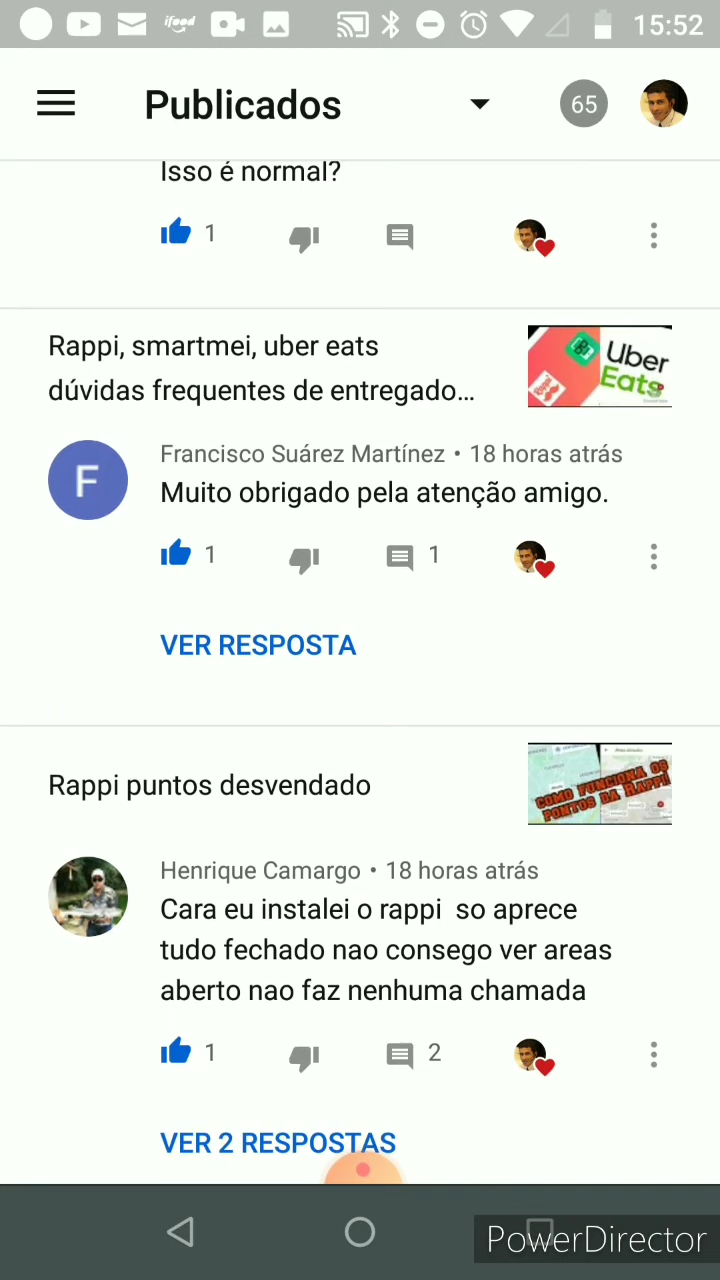 ifood
15:52
Publicados
65
Isso é normal?
1
Rappi, smartmei, uber eats
dúvidas frequentes de entregado...
Uber
Eats
F
Francisco Suárez Martínez • 18 horas atrás
Muito obrigado pela atenção amigo.
1
1
VER RESPOSTA
Rappi puntos desvendado
COMO FUNCIONA OS
PONTOS DA RAPPI!
Henrique Camargo • 18 horas atrás
Cara eu instalei o rappi  so aprece
tudo fechado nao consego ver areas
aberto nao faz nenhuma chamada
1
2
VER 2 RESPOSTAS
PowerDirector